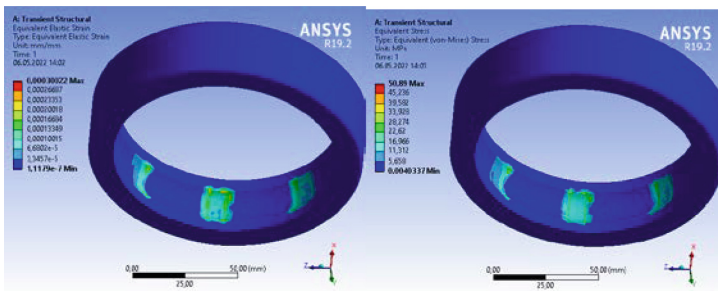 A: Transient Structural
Equivalent Elastic Strain
Type: Equivalent Elastic Strain
Unit: mm/mm
Time: 1
06.05.2022 14:02
0,00030022 Max
0,00026687
0,00023353
0,00020018
0,00016684
0,00013349
0,00010015
6,6802e-5
3,3457e-5
1,1179e-7 Min
ANSYS
R19.2
0,00
50,00 (mm)
25,00
X
Y
Z
A: Transient Structural
Equivalent Stress
Type: Equivalent (von-Mises) Stress
Unit: MPa
Time: 1
50,89 Max
45,236
39,582
33,928
28,274
22,62
16,966
11,312
5,658
0,0040337 Min
ANSYS
R19.2
0,00
50,00 (mm)
25,00
X
Y
Z